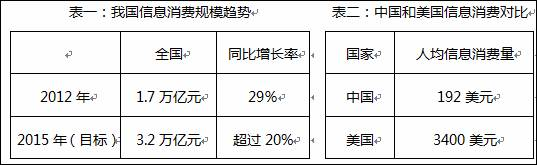 表一：我国信息消费规模趋势
全国 同比增长率
2012 年 1.7 万亿元 29%
2015 年（目标） 3.2 万亿元 超过 20%
表二：中国和美国信息消费对比
国家 人均信息消费量
中国 192 美元
美国 3400 美元